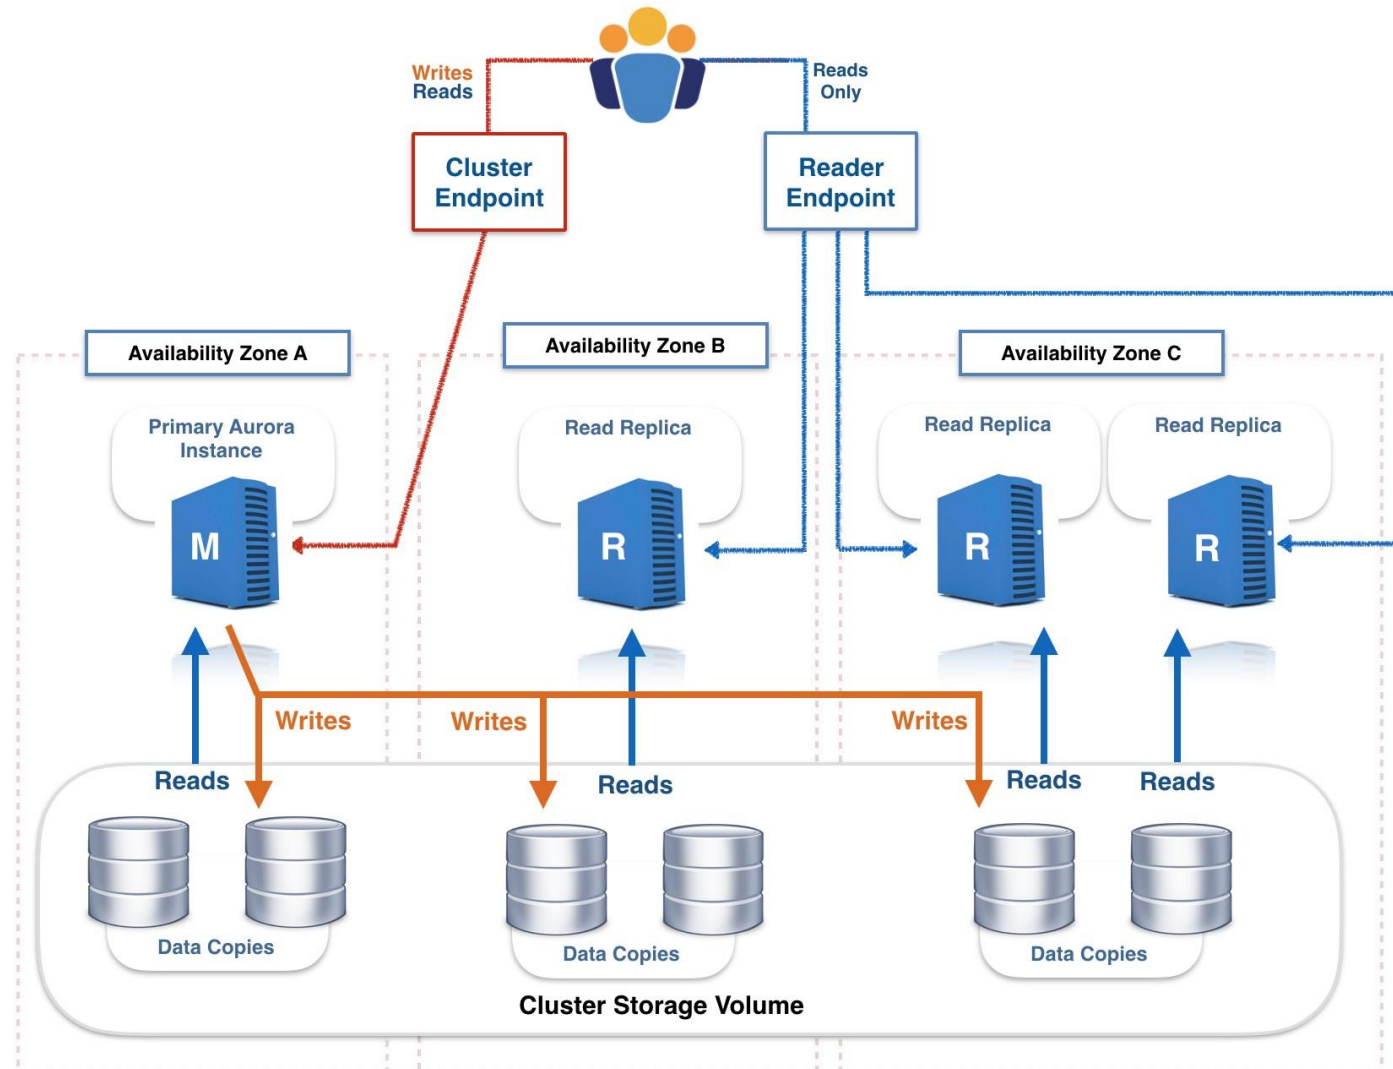 Writes
Reads
Reads
Only
Cluster
Endpoint
Reader
Endpoint
Availability Zone A
Availability Zone B
Availability Zone C
Primary Aurora
Instance
Read Replica
Read Replica
Read Replica
M
R
R
R
Writes
Writes
Writes
Reads
Reads
Reads
Reads
Data Copies
Data Copies
Data Copies
Cluster Storage Volume